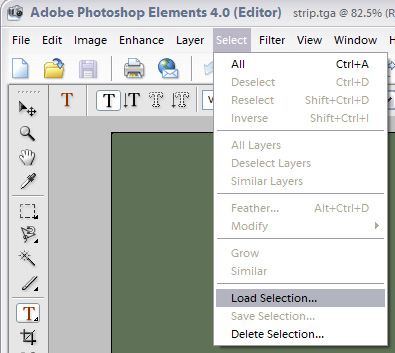 Adobe Photoshop Elements 4.0 (Editor) strip.tga @ 82.5% (R
File Edit Image Enhance Layer Select Filter View Window H
T T T T T
All Ctrl+A
Deselect Ctrl+D
Reselect Shift+Ctrl+D
Inverse Shift+Ctrl+I
All Layers
Deselect Layers
Similar Layers
Feather... Alt+Ctrl+D
Modify
Grow
Similar
Load Selection...
Save Selection...
Delete Selection...
T